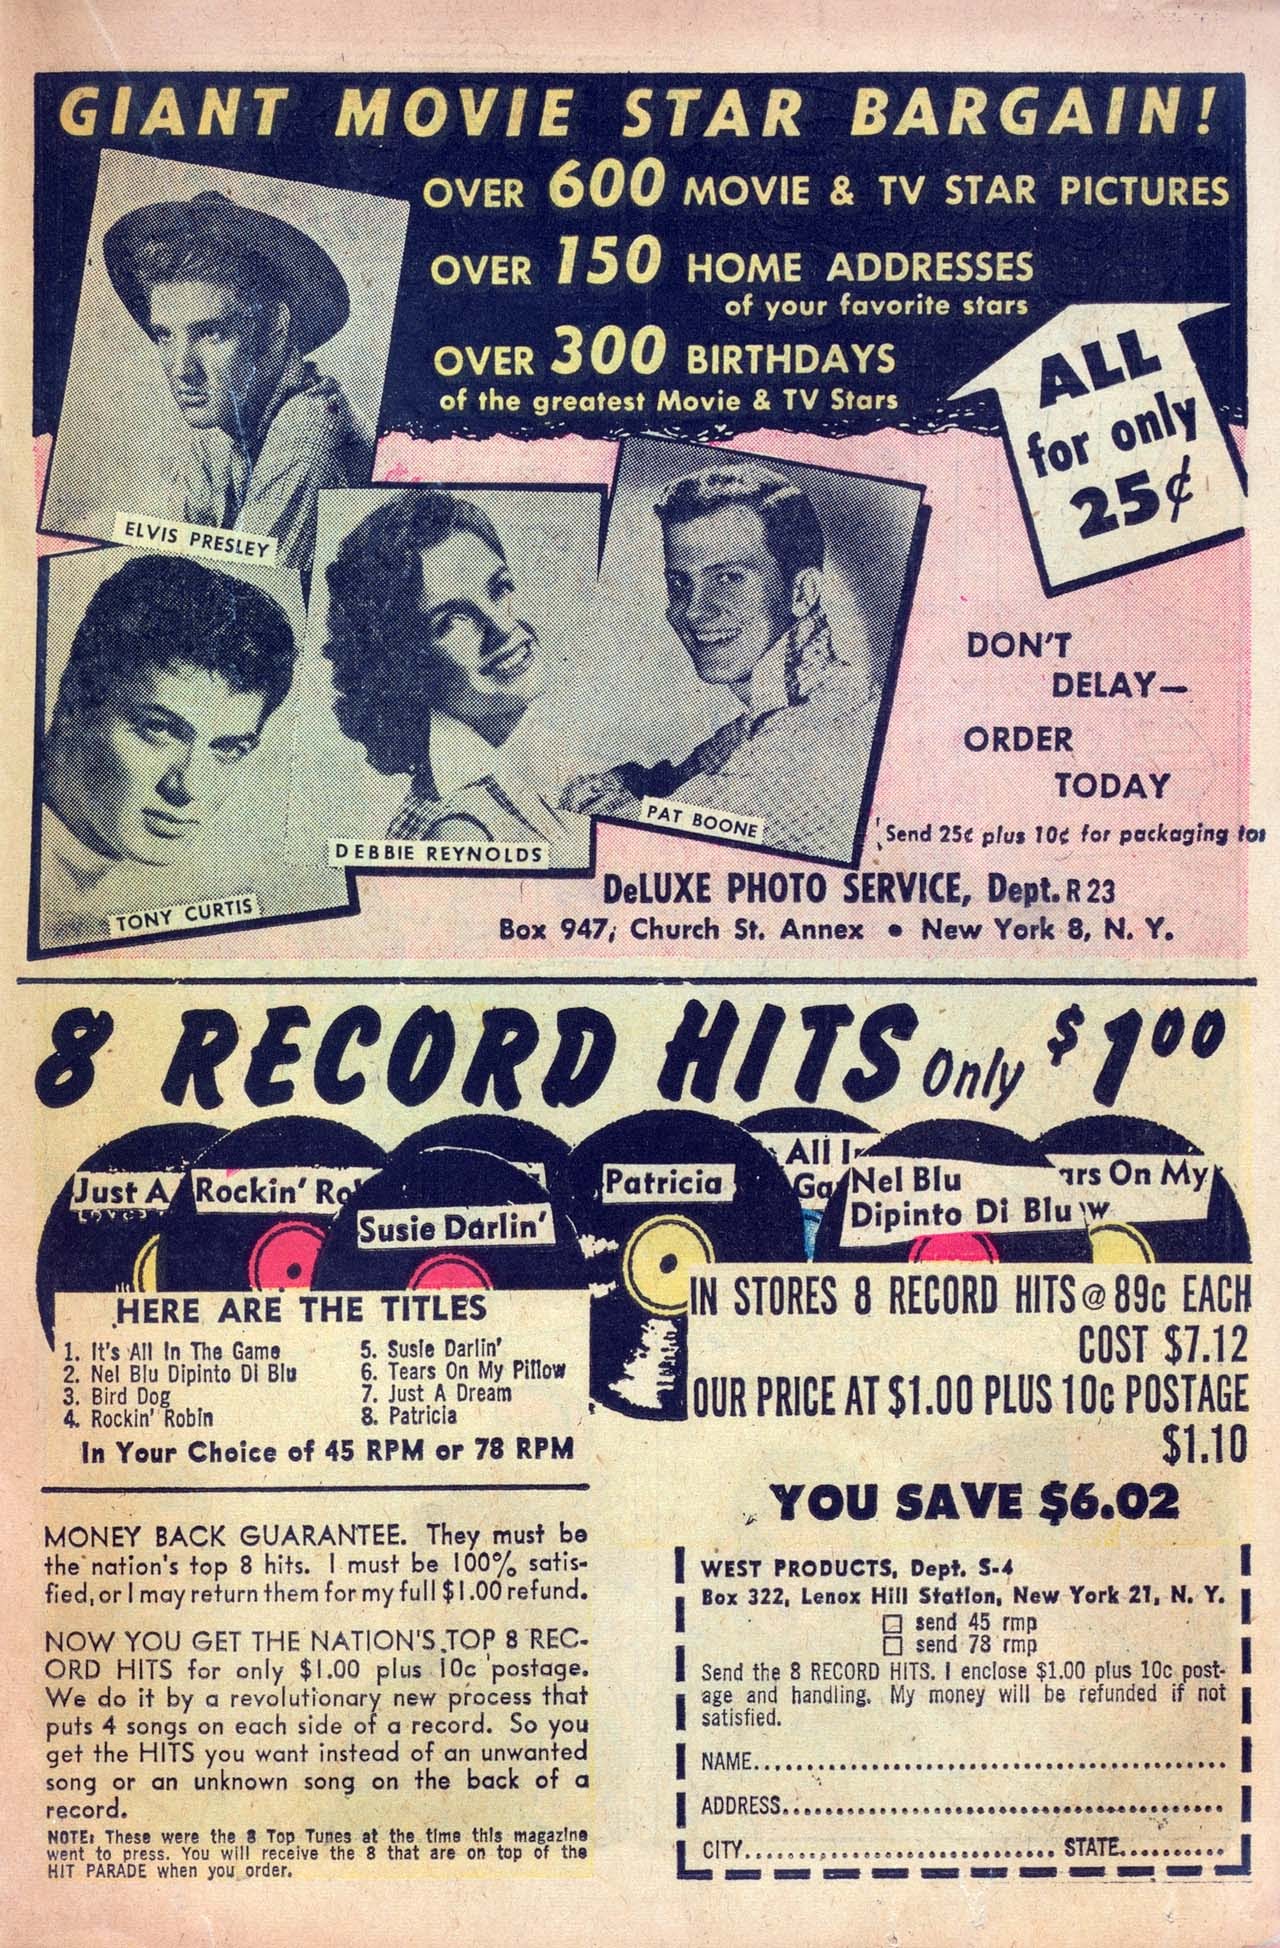 GIANT MOVIE STAR BARGAIN!
OVER 600 MOVIE & TV STAR PICTURES
OVER 150 HOME ADDRESSES
of your favorite stars
OVER 300 BIRTHDAYS
of the greatest Movie & TV Stars
ALL
for only
25¢
ELVIS PRESLEY
TONY CURTIS
DEBBIE REYNOLDS
PAT BOONE
DON'T
DELAY—
ORDER
TODAY
Send 25¢ plus 10¢ for packaging to:
DeLUXE PHOTO SERVICE, Dept. R 23
Box 947, Church St. Annex • New York 8, N. Y.
8 RECORD HITS Only $1.00
Just A
Rockin' Ro
Susie Darlin'
Patricia
All In
Ga
Nel Blu
Dipinto Di Blu
ars On My
w
HERE ARE THE TITLES
1. It's All In The Game
2. Nel Blu Dipinto Di Blu
3. Bird Dog
4. Rockin' Robin
5. Susie Darlin'
6. Tears On My Pillow
7. Just A Dream
8. Patricia
In Your Choice of 45 RPM or 78 RPM
IN STORES 8 RECORD HITS @ 89c EACH
COST $7.12
OUR PRICE AT $1.00 PLUS 10c POSTAGE
$1.10
YOU SAVE $6.02
MONEY BACK GUARANTEE. They must be
the nation's top 8 hits. I must be 100% satis-
fied, or I may return them for my full $1.00 refund.
NOW YOU GET THE NATION'S TOP 8 REC-
ORD HITS for only $1.00 plus 10c postage.
We do it by a revolutionary new process that
puts 4 songs on each side of a record. So you
get the HITS you want instead of an unwanted
song or an unknown song on the back of a
record.
NOTE: These were the 8 Top Tunes at the time this magazine
went to press. You will receive the 8 that are on top of the
HIT PARADE when you order.
WEST PRODUCTS, Dept. S-4
Box 322, Lenox Hill Station, New York 21, N. Y.
send 45 rmp
send 78 rmp
Send the 8 RECORD HITS. I enclose $1.00 plus 10c post-
age and handling. My money will be refunded if not
satisfied.
NAME
ADDRESS
CITY STATE